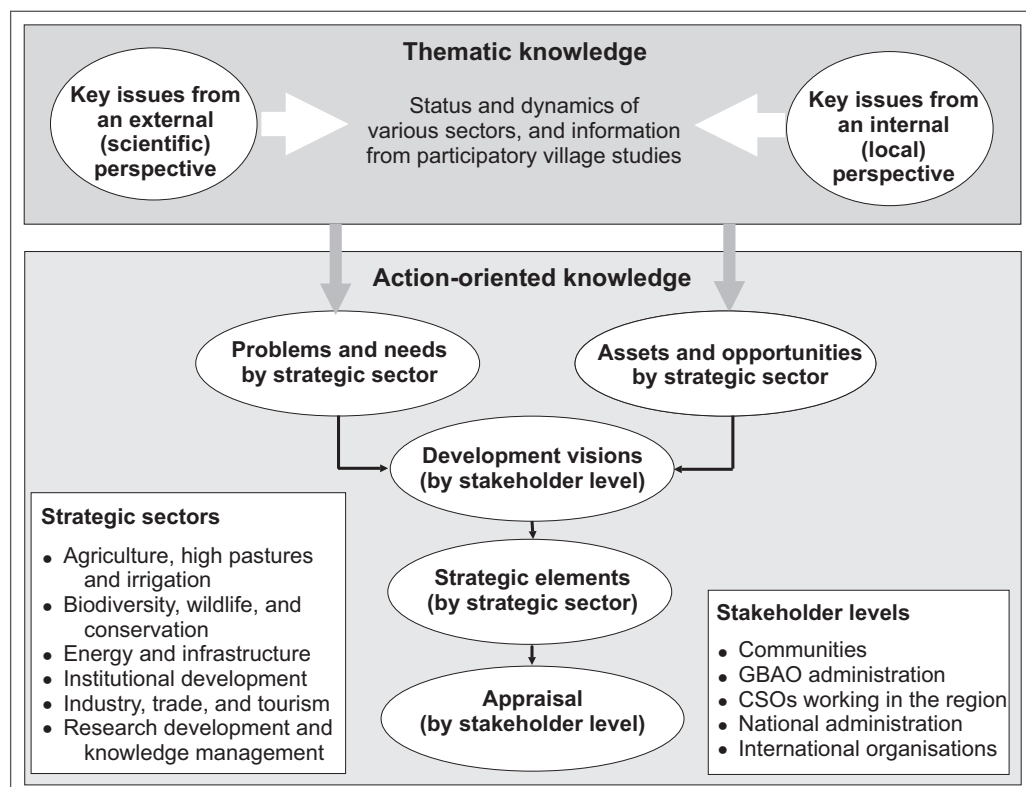 Thematic knowledge
Key issues from
an external
(scientific)
perspective
Status and dynamics of
various sectors, and information
from participatory village studies
Key issues from
an internal
(local)
perspective
Action-oriented knowledge
Problems and needs
by strategic sector
Assets and opportunities
by strategic sector
Development visions
(by stakeholder level)
Strategic sectors
• Agriculture, high pastures
and irrigation
• Biodiversity, wildlife, and
conservation
• Energy and infrastructure
• Institutional development
• Industry, trade, and tourism
• Research development and
knowledge management
Strategic elements
(by strategic sector)
Appraisal
(by stakeholder level)
Stakeholder levels
• Communities
• GBAO administration
• CSOs working in the region
• National administration
• International organisations